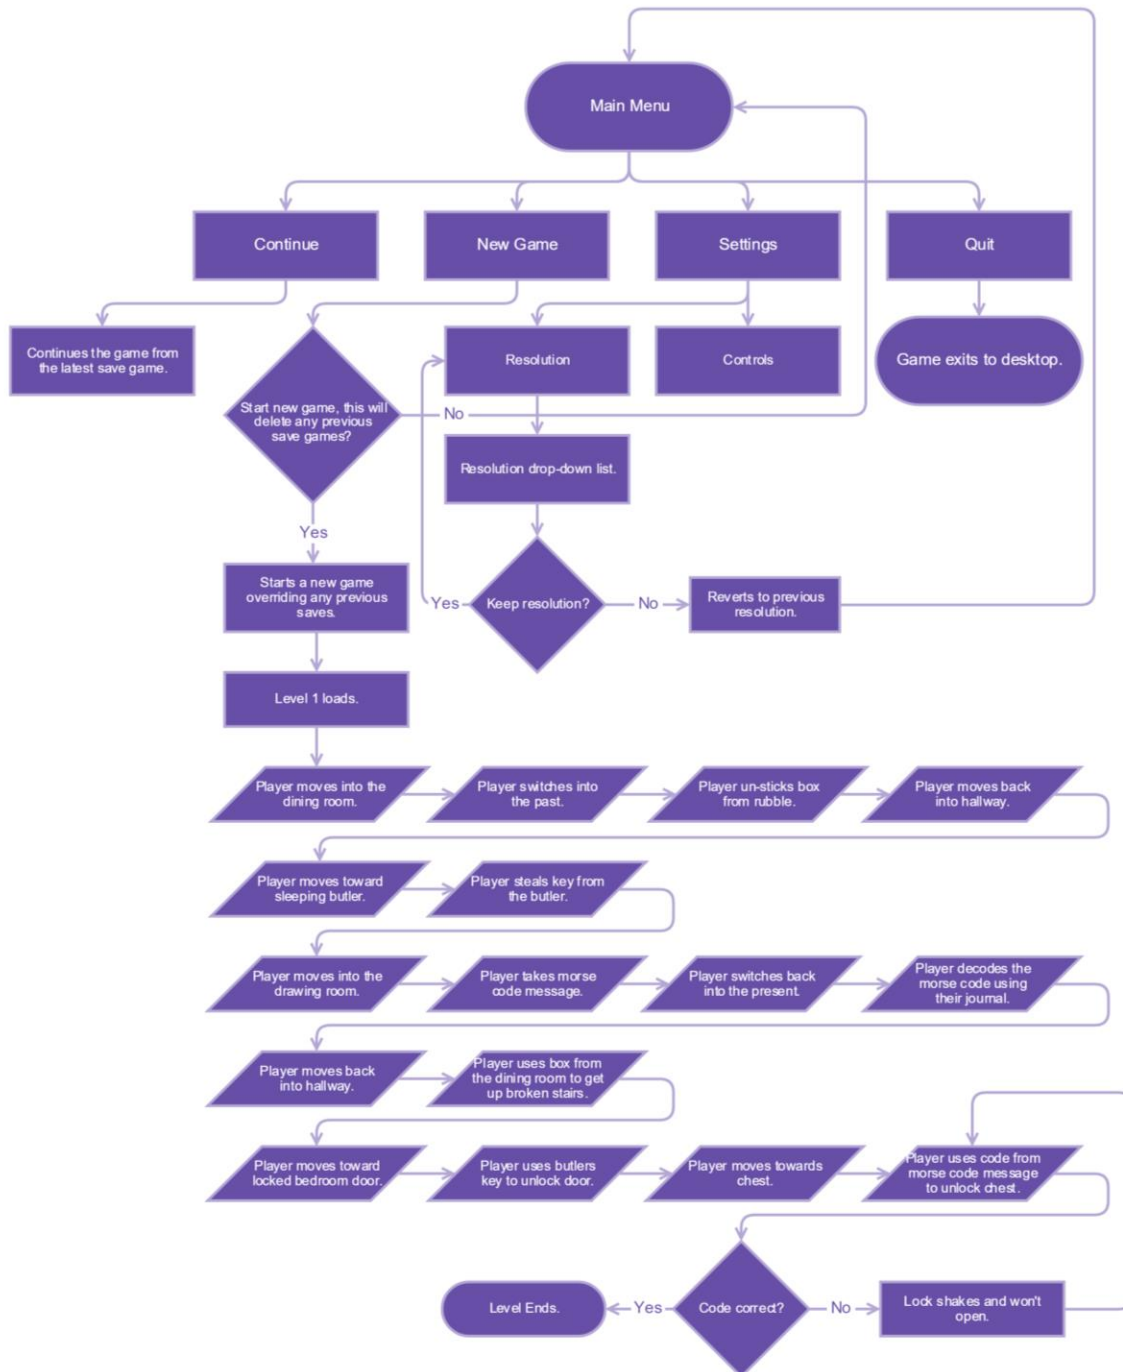 Main Menu
Continue
New Game
Settings
Quit
Continues the game from
the latest save game.
Start new game, this will
delete any previous
save games?
No
Resolution
Controls
Game exits to desktop.
Resolution drop-down list.
Yes
Starts a new game
overriding any previous
saves.
Yes
Keep resolution?
No
Reverts to previous
resolution.
Level 1 loads.
Player moves into the
dining room.
Player switches into
the past.
Player un-sticks box
from rubble.
Player moves back
into hallway.
Player moves toward
sleeping butler.
Player steals key from
the butler.
Player moves into the
drawing room.
Player takes morse
code message.
Player switches back
into the present.
Player decodes the
morse code using
their journal.
Player moves back
into hallway.
Player uses box from
the dining room to get
up broken stairs.
Player moves toward
locked bedroom door.
Player uses butlers
key to unlock door.
Player moves towards
chest.
Player uses code from
morse code message
to unlock chest.
Level Ends.
Yes
Code correct?
No
Lock shakes and won't
open.